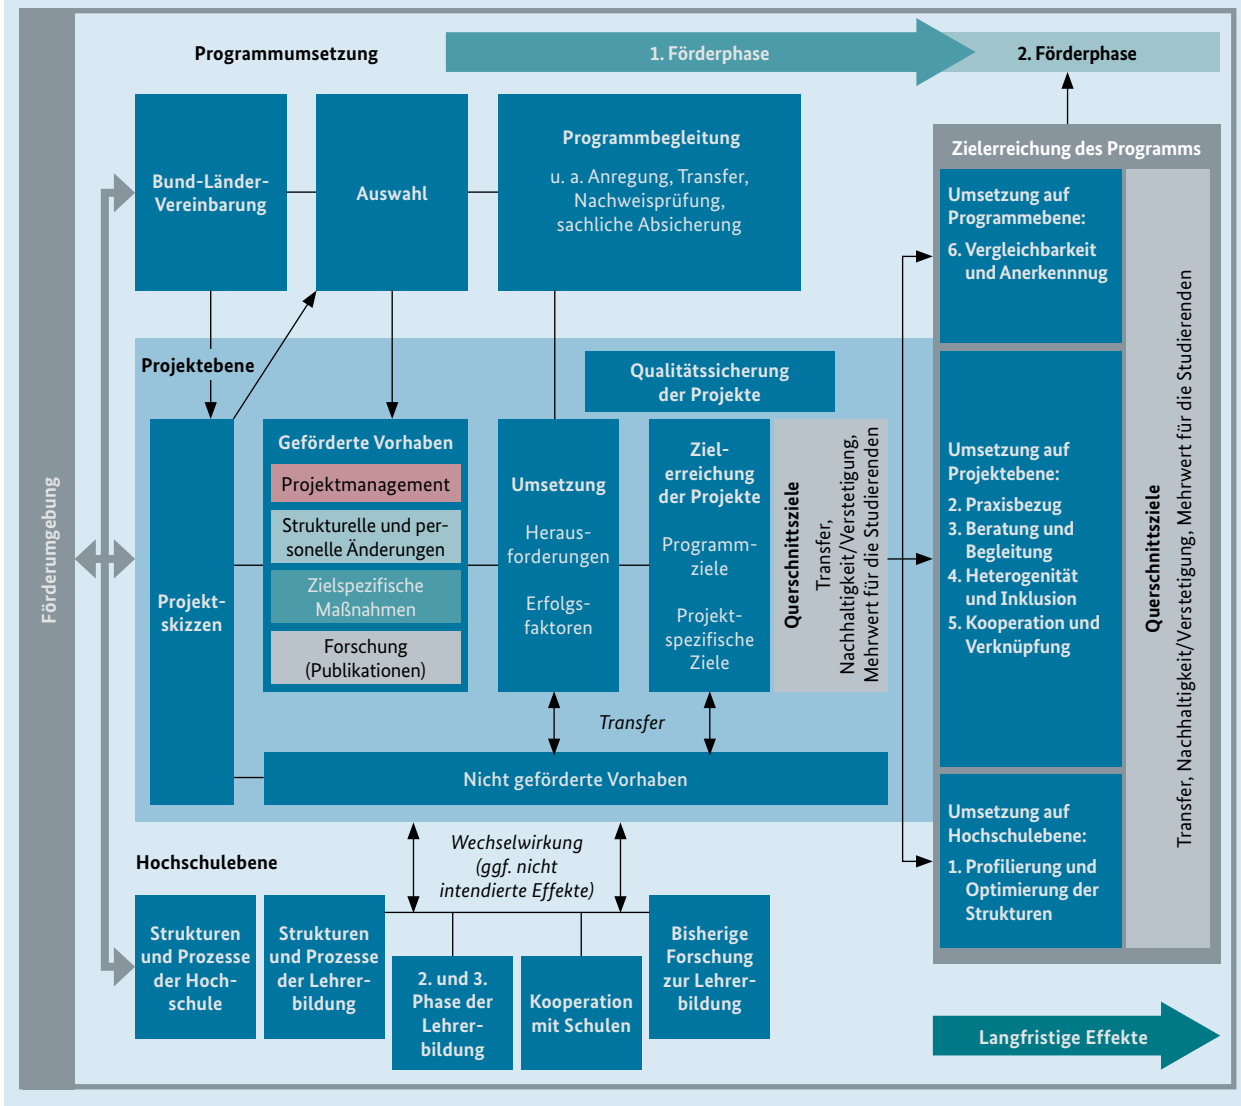 Förderumgebung
Programmumsetzung
1. Förderphase
2. Förderphase
Bund-Länder-
Vereinbarung
Auswahl
Programmbegleitung
u. a. Anregung, Transfer,
Nachweisprüfung,
sachliche Absicherung
Projektebene
Qualitätssicherung
der Projekte
Projekt-
skizzen
Geförderte Vorhaben
Projektmanagement
Strukturelle und per-
sonelle Änderungen
Zielspezifische
Maßnahmen
Forschung
(Publikationen)
Umsetzung
Heraus-
forderungen
Erfolgs-
faktoren
Ziel-
erreichung
der Projekte
Programm-
ziele
Projekt-
spezifische
Ziele
Querschnittsziele
Transfer,
Nachhaltigkeit/Verstetigung,
Mehrwert für die Studierenden
Transfer
Nicht geförderte Vorhaben
Wechselwirkung
(ggf. nicht
intendierte Effekte)
Hochschulebene
Strukturen
und Prozesse
der Hoch-
schule
Strukturen
und Prozesse
der Lehrer-
bildung
2. und 3.
Phase der
Lehrer-
bildung
Kooperation
mit Schulen
Bisherige
Forschung
zur Lehrer-
bildung
Zielerreichung des Programms
Umsetzung auf
Programmebene:
6. Vergleichbarkeit
und Anerkennnug
Umsetzung auf
Projektebene:
2. Praxisbezug
3. Beratung und
Begleitung
4. Heterogenität
und Inklusion
5. Kooperation und
Verknüpfung
Umsetzung auf
Hochschulebene:
1. Profilierung und
Optimierung der
Strukturen
Querschnittsziele
Transfer, Nachhaltigkeit/Verstetigung, Mehrwert für die Studierenden
Langfristige Effekte